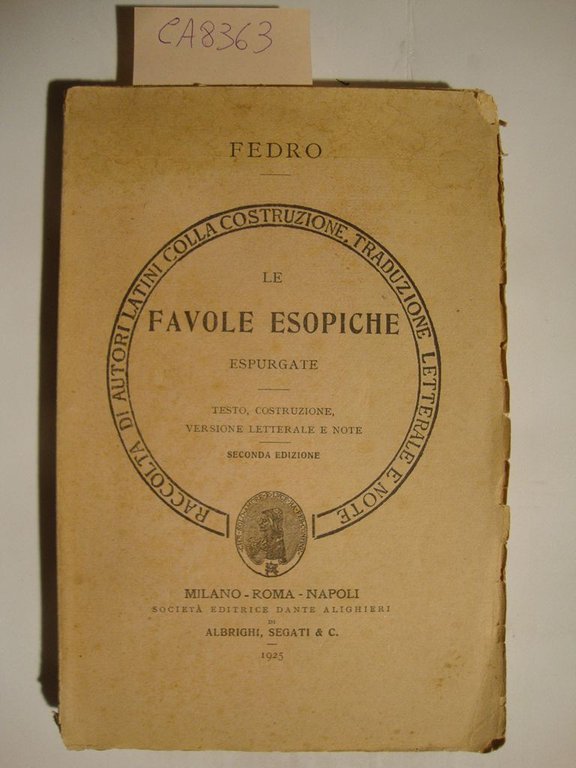 CA8363
FEDRO
RACCOLTA DI AUTORI LATINI COLLA COSTRUZIONE, TRADUZIONE LETTERALE E NOTE
LE
FAVOLE ESOPICHE
ESPURGATE
TESTO, COSTRUZIONE,
VERSIONE LETTERALE E NOTE
SECONDA EDIZIONE
MILANO - ROMA - NAPOLI
SOCIETÀ EDITRICE DANTE ALIGHIERI
DI
ALBRIGHI, SEGATI & C.
1925